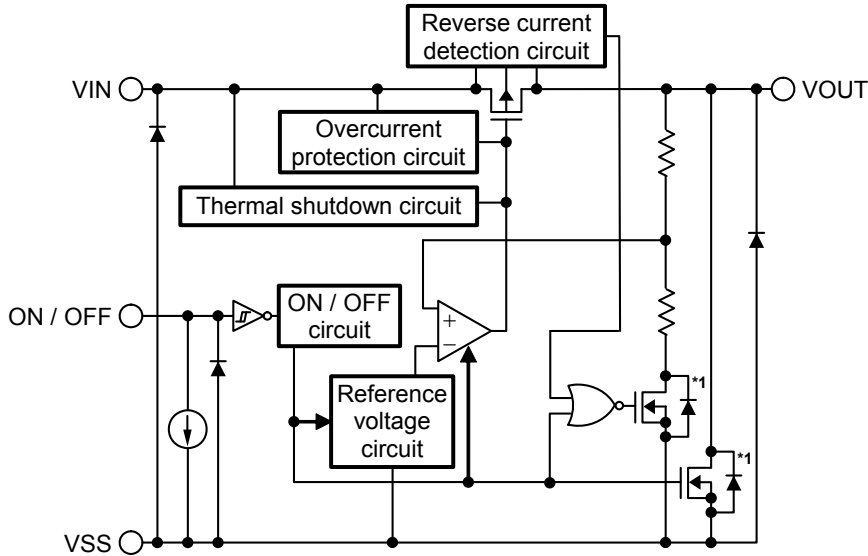 Reverse current
detection circuit
VIN
VOUT
Overcurrent
protection circuit
Thermal shutdown circuit
ON / OFF
ON / OFF
circuit
+
−
Reference
voltage
circuit
*1
*1
VSS